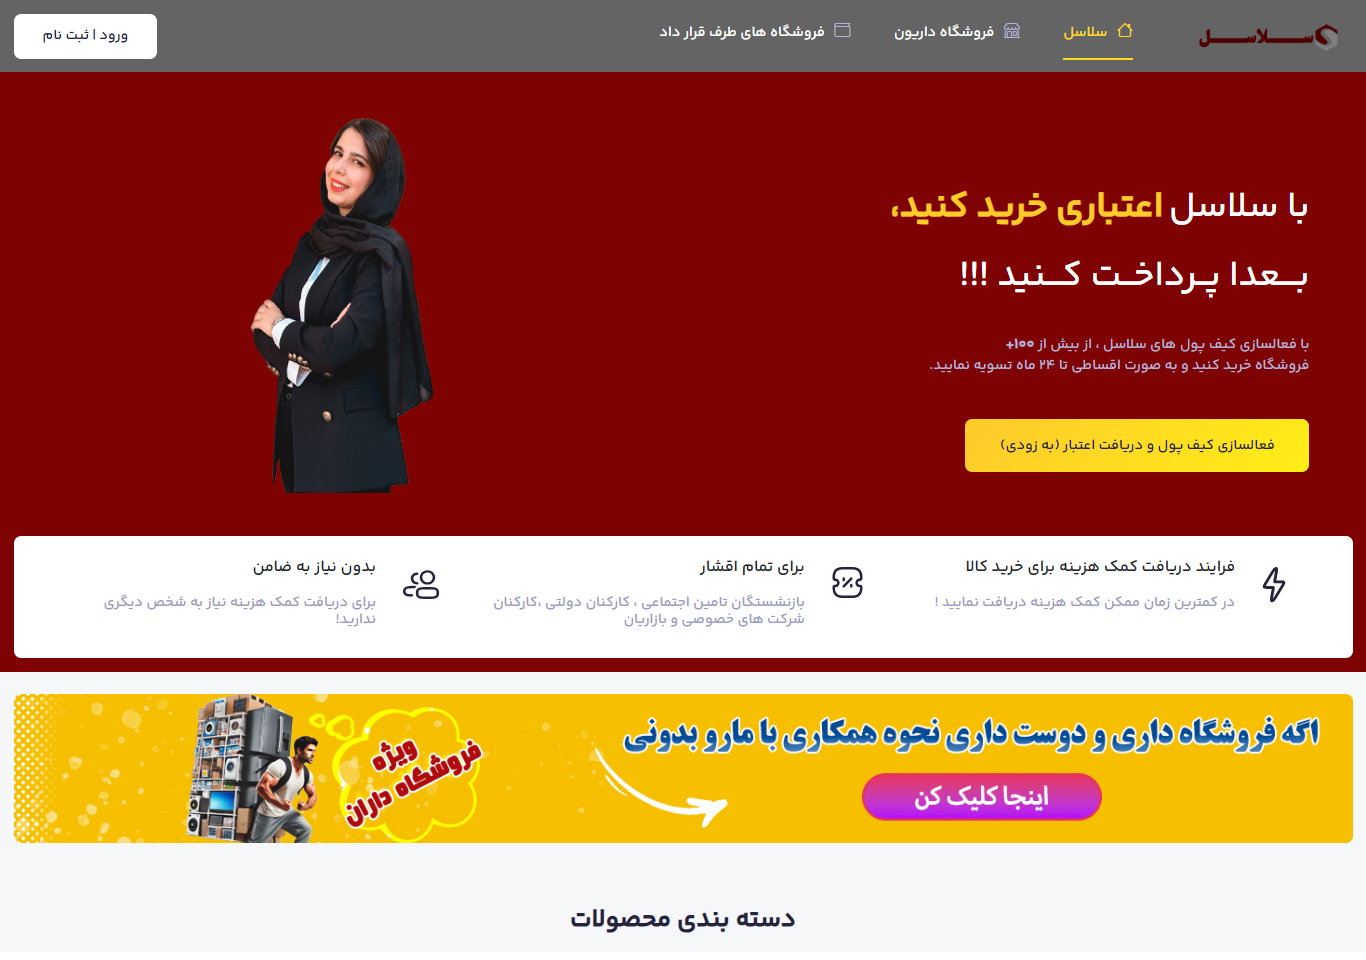 سلاسل
سلاسل
فروشگاه داریون
فروشگاه های طرف قرار داد
ورود | ثبت نام
با سلاسل اعتباری خرید کنید،
بـعدا پـرداخـت کـنید !!!
با فعالسازی کیف پول های سلاسل ، از بیش از ۱۰۰+
فروشگاه خرید کنید و به صورت اقساطی تا ۲۴ ماه تسویه نمایید.
فعالسازی کیف پول و دریافت اعتبار (به زودی)
فرایند دریافت کمک هزینه برای خرید کالا
در کمترین زمان ممکن کمک هزینه دریافت نمایید !
برای تمام اقشار
بازنشستگان تامین اجتماعی ، کارکنان دولتی ،کارکنان
شرکت های خصوصی و بازاریان
بدون نیاز به ضامن
برای دریافت کمک هزینه نیاز به شخص دیگری
ندارید!
اگه فروشگاه داری و دوست داری نحوه همکاری با مارو بدونی
اینجا کلیک کن
ویژه
فروشگاه داران
دسته بندی محصولات